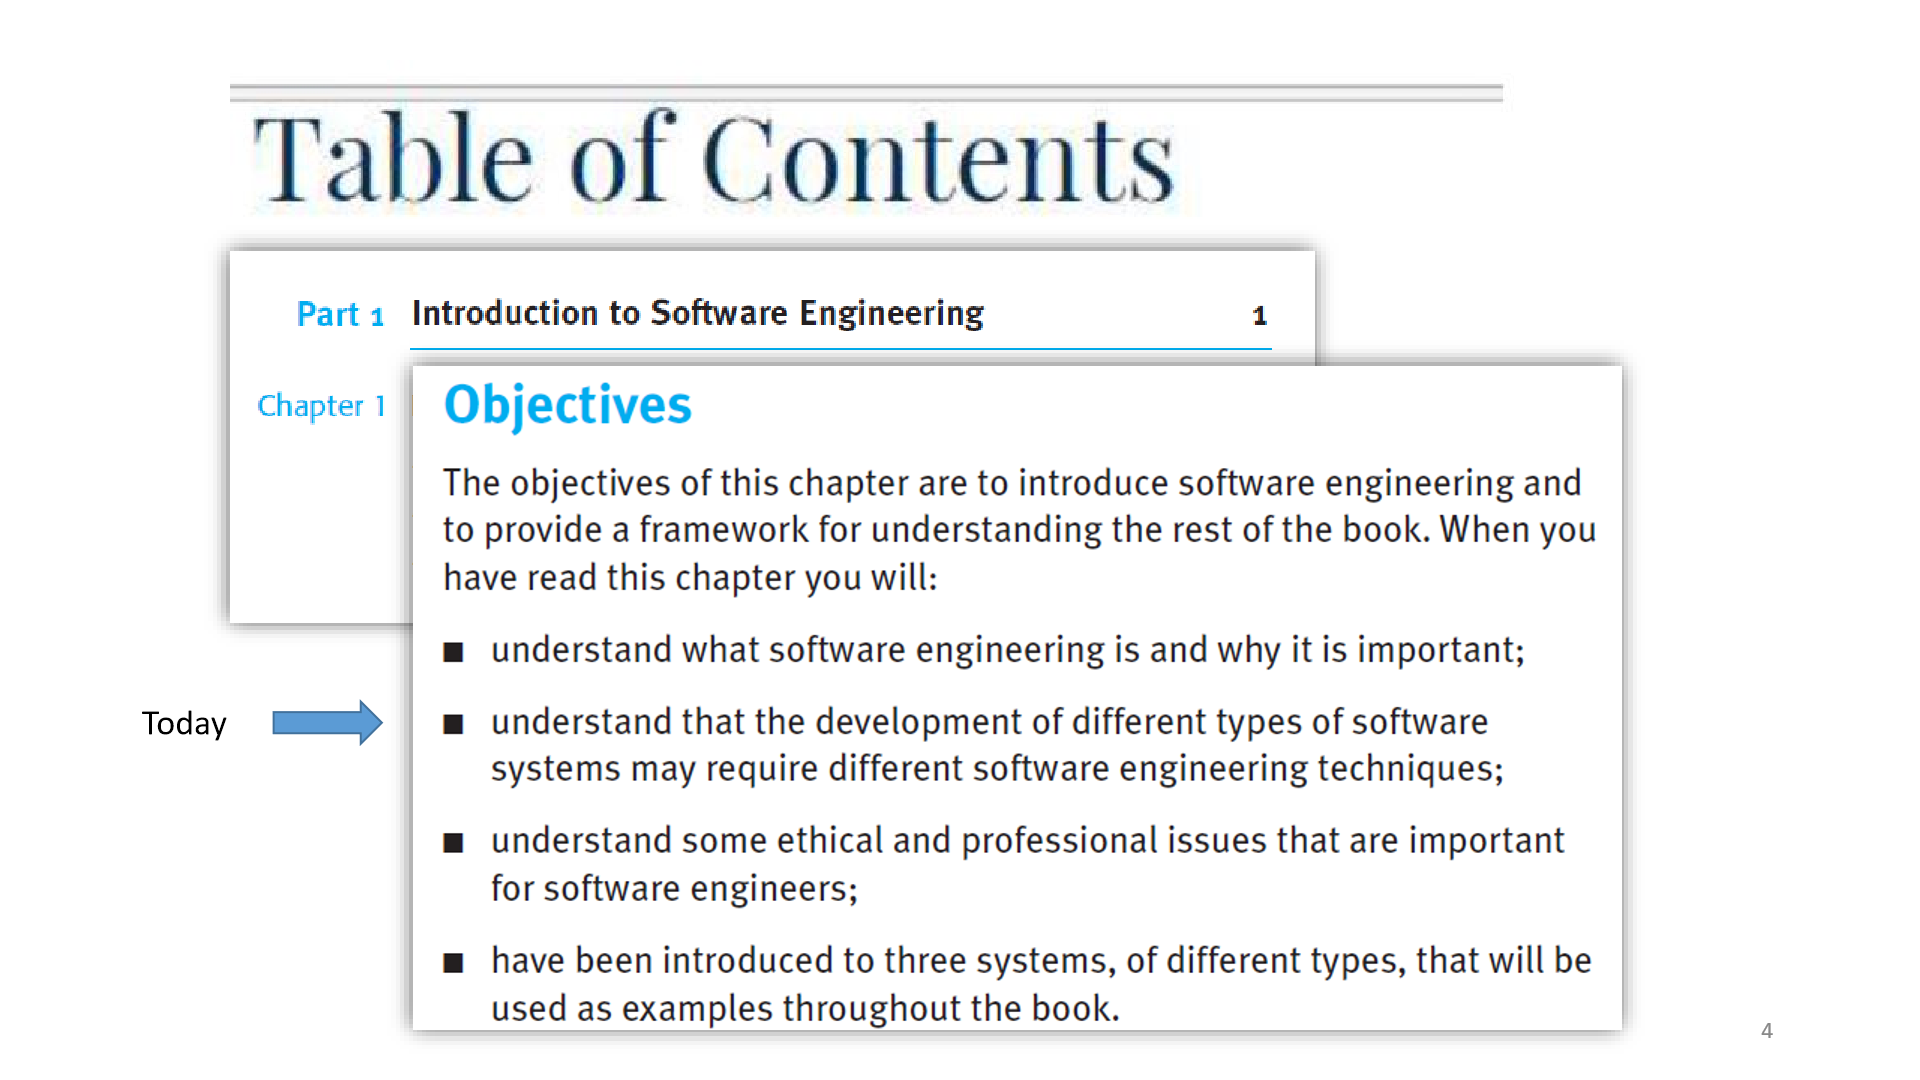 Table of Contents
Part 1 Introduction to Software Engineering 1
Chapter 1
Objectives
The objectives of this chapter are to introduce software engineering and
to provide a framework for understanding the rest of the book. When you
have read this chapter you will:
■ understand what software engineering is and why it is important;
Today
■ understand that the development of different types of software
systems may require different software engineering techniques;
■ understand some ethical and professional issues that are important
for software engineers;
■ have been introduced to three systems, of different types, that will be
used as examples throughout the book.
4